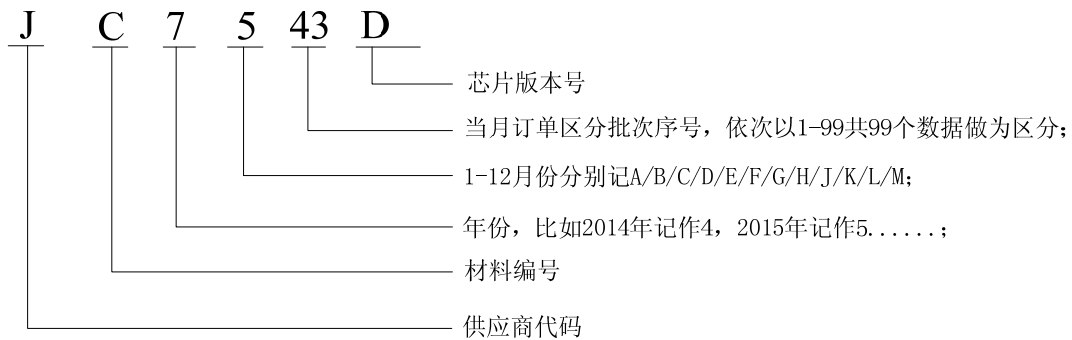 J C 7 5 43 D
芯片版本号
当月订单区分批次序号，依次以1-99共99个数据做为区分；
1-12月份分别记A/B/C/D/E/F/G/H/J/K/L/M；
年份，比如2014年记作4，2015年记作5......；
材料编号
供应商代码